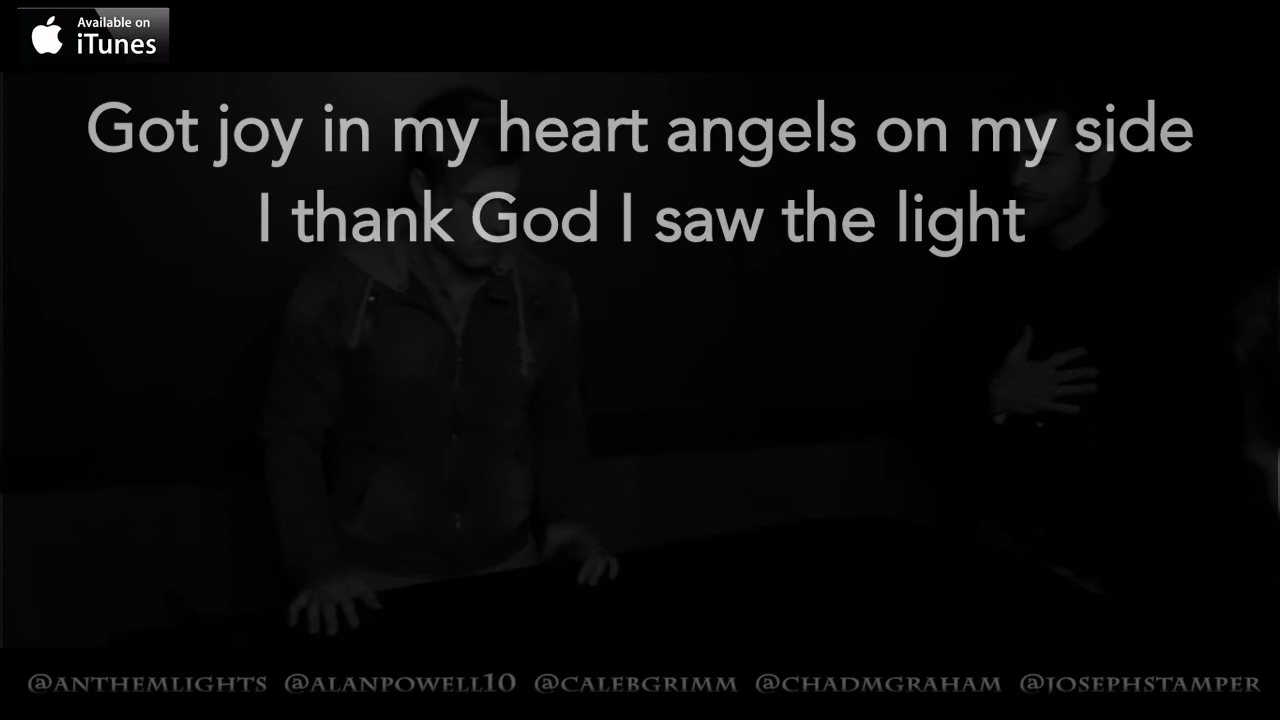 Available on
iTunes
Got joy in my heart angels on my side
I thank God I saw the light
@ANTHEMLIGHTS @ALANPOWELL10 @CALEBGRIMM @CHADMGRAHAM @JOSEPHSTAMPER